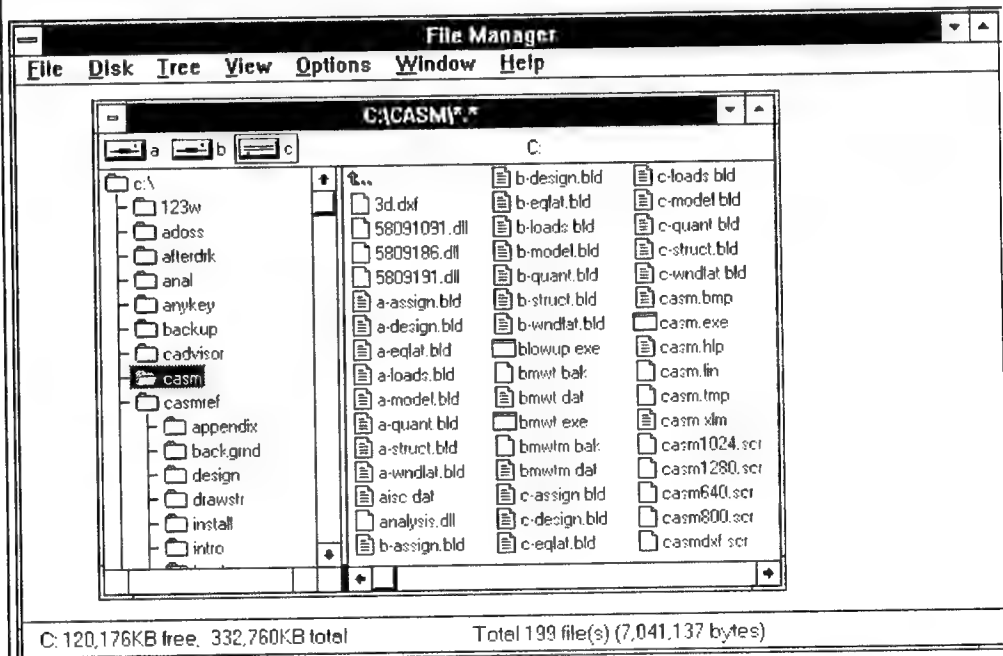 File Manager
File Disk Tree View Options Window Help
C:\CASM\*.*
a b c C:
c:\
123w
adoss
afterdrk
anal
anykey
backup
cadvisor
casm
casmref
appendix
backgrnd
design
drawstr
install
intro
..
3d.dxf
58091091.dll
5809186.dll
5809191.dll
a-assign.bld
a-design.bld
a-eqlat.bld
a-loads.bld
a-model.bld
a-quant.bld
a-struct.bld
a-wndlat.bld
aisc.dat
analysis.dll
b-assign.bld
b-design.bld
b-eqlat.bld
b-loads.bld
b-model.bld
b-quant.bld
b-struct.bld
b-wndlat.bld
blowup.exe
bmwt.bak
bmwt.dat
bmwt.exe
bmwtm.bak
bmwtm.dat
c-assign.bld
c-design.bld
c-eqlat.bld
c-loads.bld
c-model.bld
c-quant.bld
c-struct.bld
c-wndlat.bld
casm.bmp
casm.exe
casm.hlp
casm.lin
casm.tmp
casm.xlm
casm1024.scr
casm1280.scr
casm640.scr
casm800.scr
casmdxf.scr
C: 120,176KB free, 332,760KB total Total 199 file(s) (7,041,137 bytes)